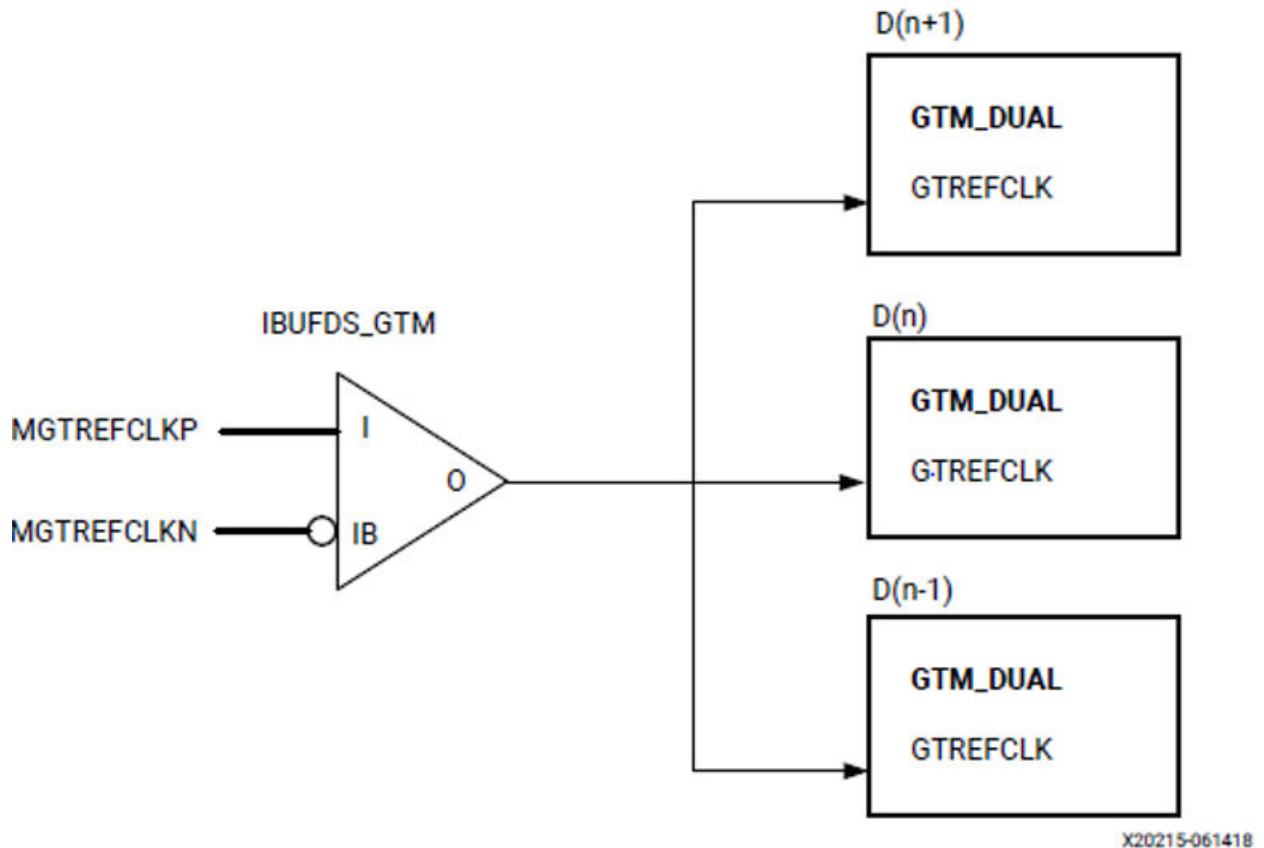 D(n+1)
GTM_DUAL
GTREFCLK
IBUFDS_GTM
MGTREFCLKP
I
O
MGTREFCLKN
IB
D(n)
GTM_DUAL
GTREFCLK
D(n-1)
GTM_DUAL
GTREFCLK
X20215-061418